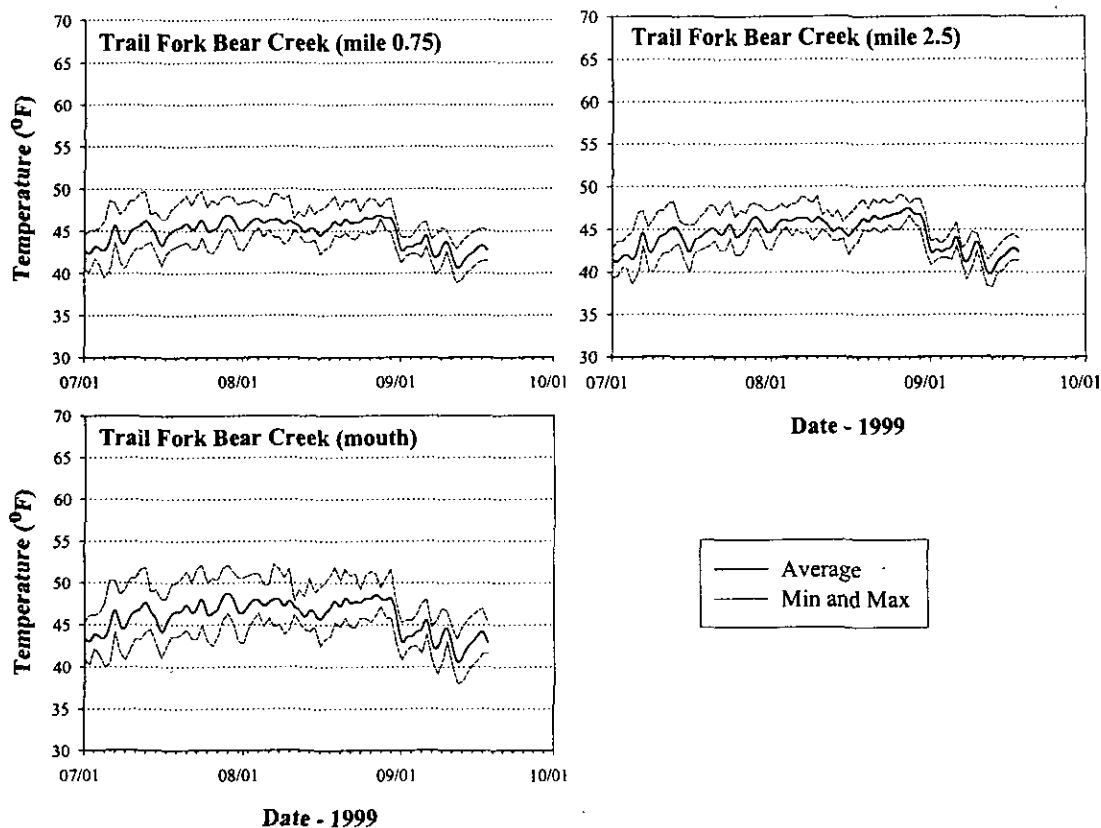 Trail Fork Bear Creek (mile 0.75)
Temperature (ºF)
70
65
60
55
50
45
40
35
30
07/01 08/01 09/01 10/01
Trail Fork Bear Creek (mile 2.5)
70
65
60
55
50
45
40
35
30
07/01 08/01 09/01 10/01
Date - 1999
Trail Fork Bear Creek (mouth)
Temperature (ºF)
70
65
60
55
50
45
40
35
30
07/01 08/01 09/01 10/01
Date - 1999
Average
Min and Max